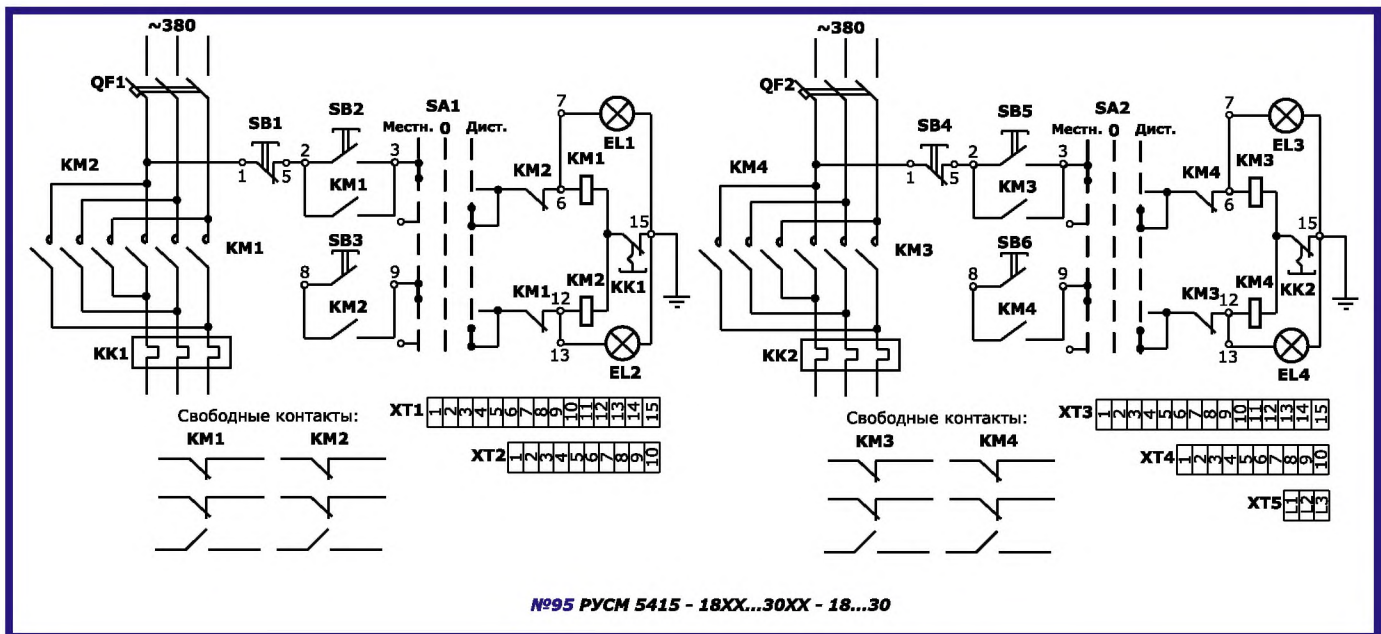 ~380
QF1
SB1
SB2
SA1
Местн. 0 Дист.
7
EL1
KM2
1
5
2
3
KM1
KM2
KM1
6
15
KM1
SB3
8
9
KM2
KK1
KM1
12
KM2
13
EL2
KK1
Свободные контакты:
KM1 KM2
XT1 1 2 3 4 5 6 7 8 9 10 11 12 13 14 15
XT2 1 2 3 4 5 6 7 8 9 10
~380
QF2
SB4
SB5
SA2
Местн. 0 Дист.
7
EL3
KM4
1
5
2
3
KM3
KM4
KM3
6
15
KM3
SB6
8
9
KM4
KK2
KM3
12
KM4
13
EL4
KK2
Свободные контакты:
KM3 KM4
XT3 1 2 3 4 5 6 7 8 9 10 11 12 13 14 15
XT4 1 2 3 4 5 6 7 8 9 10
XT5 L1 L2 L3
№95 РУСМ 5415 - 18XX...30XX - 18...30